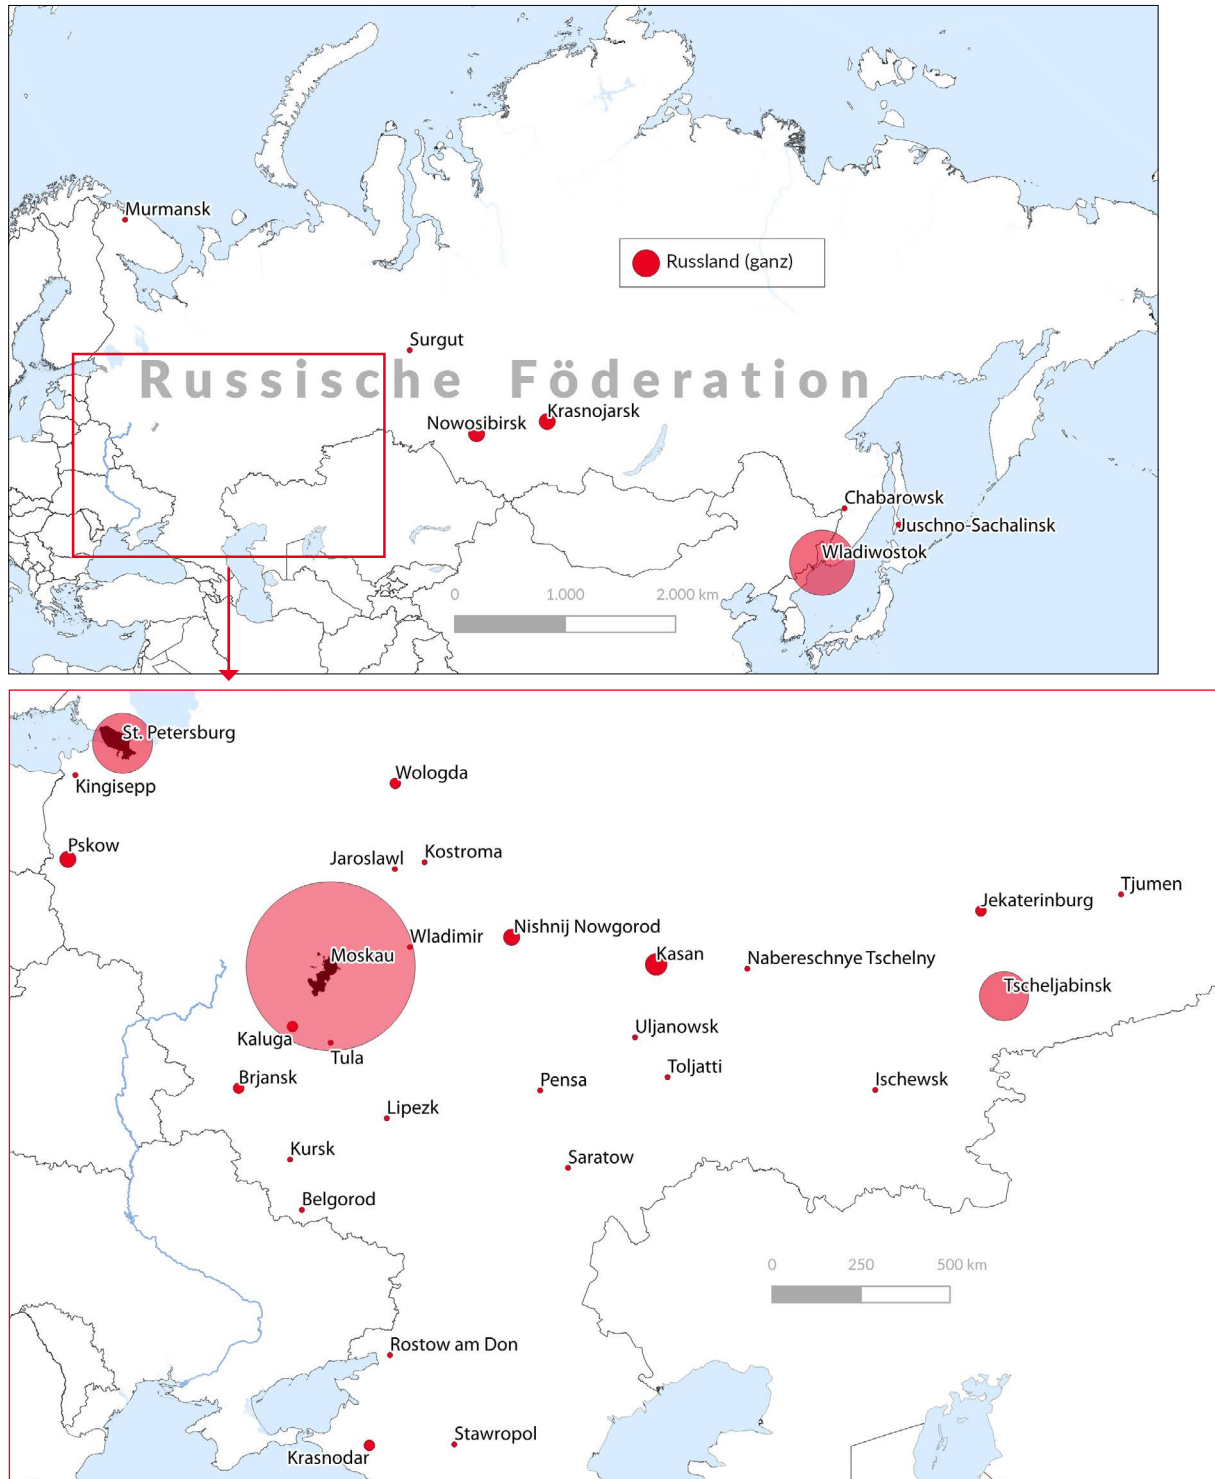 Murmansk
Russland (ganz)
Surgut
Russische Föderation
Krasnojarsk
Nowosibirsk
Chabarowsk
Juschno-Sachalinsk
Wladiwostok
0 1.000 2.000 km
St. Petersburg
Kingisepp
Wologda
Pskow
Jaroslawl
Kostroma
Tjumen
Jekaterinburg
Nishnij Nowgorod
Wladimir
Moskau
Kasan
Nabereschnye Tschelny
Tscheljabinsk
Uljanowsk
Kaluga
Tula
Toljatti
Brjansk
Pensa
Ischewsk
Lipezk
Kursk
Saratow
Belgorod
0 250 500 km
Rostow am Don
Stawropol
Krasnodar